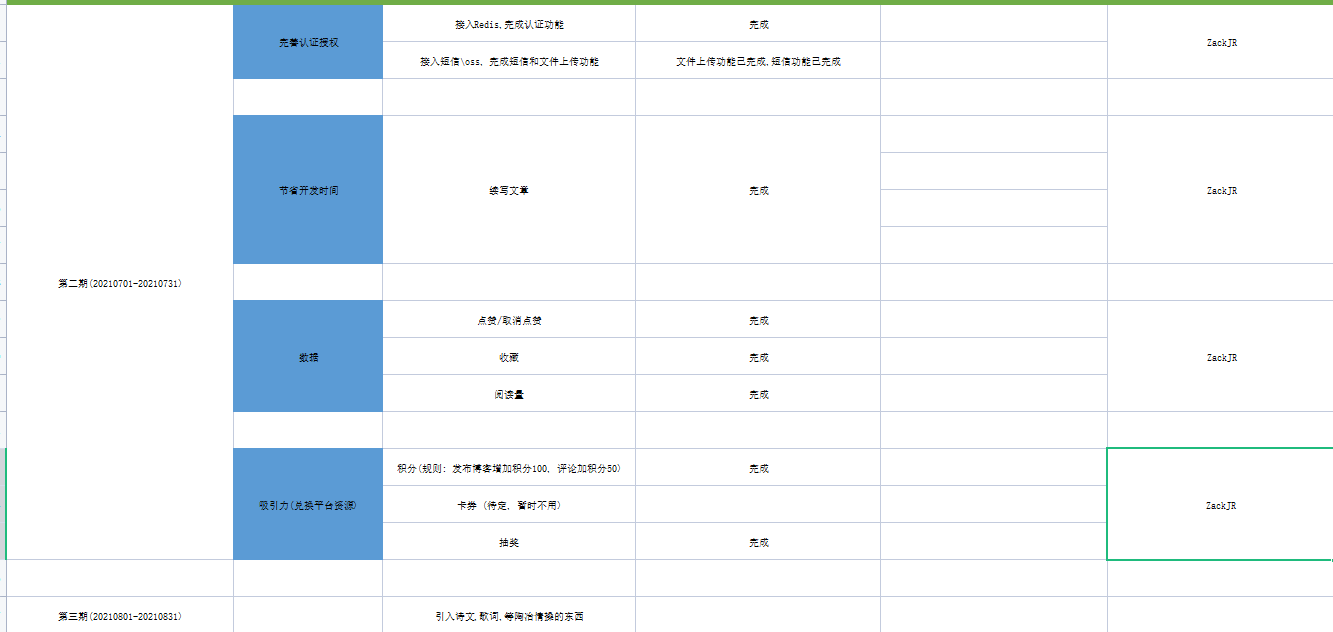 完善认证授权
接入Redis,完成认证功能
完成
ZackJR
接入短信\oss, 完成短信和文件上传功能
文件上传功能已完成,短信功能已完成
第二期(20210701-20210731)
节省开发时间
续写文章
完成
ZackJR
数据
点赞/取消点赞
完成
收藏
完成
ZackJR
阅读量
完成
吸引力(兑换平台资源)
积分(规则: 发布博客增加积分100, 评论加积分50)
完成
卡券 (待定, 暂时不用)
ZackJR
抽奖
完成
第三期(20210801-20210831)
引入诗文,歌词,等陶冶情操的东西